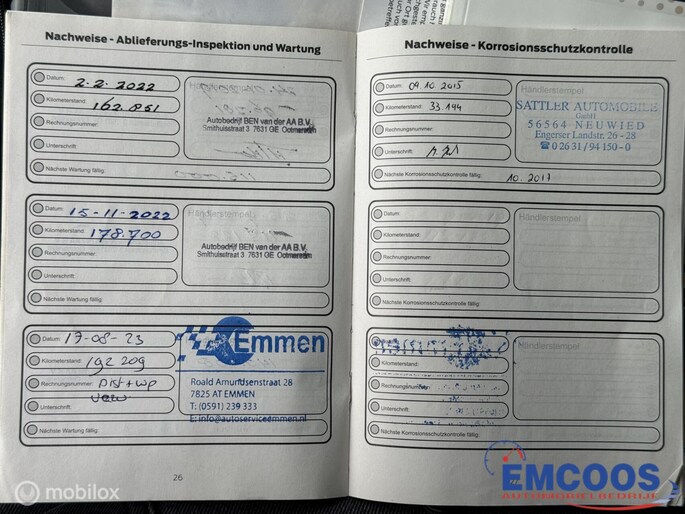 Nachweise - Ablieferungs-Inspektion und Wartung
Datum: 2-2-2022
Kilometerstand: 162.851
Rechnungsnummer:
Unterschrift:
Nächste Wartung fällig:
Autobedrijf BEN van der AA B.V.
Smithuisstraat 3 7631 GE Ootmarsum
Datum: 15-11-2022
Kilometerstand: 178.700
Rechnungsnummer:
Unterschrift:
Nächste Wartung fällig:
Händlerstempel
Autobedrijf BEN van der AA B.V.
Smithuisstraat 3 7631 GE Ootmarsum
Datum: 17-08-23
Kilometerstand: 192 209
Rechnungsnummer: Dist + wp
Unterschrift:
Nächste Wartung fällig:
Emmen
Roald Amundsenstraat 28
7825 AT EMMEN
T: (0591) 239 333
E: info@autoserviceemmen.nl
26
Nachweise - Korrosionsschutzkontrolle
Datum: 09.10 2015
Kilometerstand: 33.144
Rechnungsnummer:
Unterschrift:
Nächste Korrosionsschutzkontrolle fällig: 10.2017
Händlerstempel
SATTLER AUTOMOBILE
GmbH
56564 NEUWIED
Engerser Landstr. 26 - 28
☎ 0 26 31 / 94 150 - 0
Datum:
Kilometerstand:
Rechnungsnummer:
Unterschrift:
Nächste Korrosionsschutzkontrolle fällig:
Händlerstempel
Kilometerstand:
Rechnungsnummer:
Unterschrift:
Nächste Korrosionsschutzkontrolle fällig:
Händlerstempel
EMCOOS
AUTOMOBIELBEDRIJF
mobilox